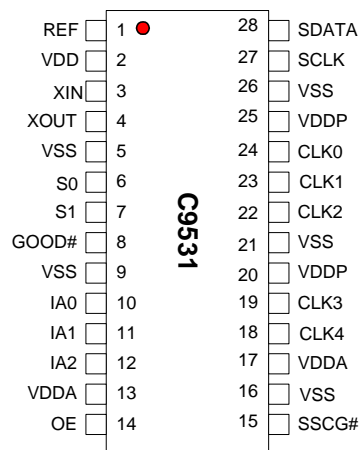 REF 1 28 SDATA
VDD 2 27 SCLK
XIN 3 26 VSS
XOUT 4 25 VDDP
VSS 5 24 CLK0
S0 6 23 CLK1
S1 7 22 CLK2
GOOD# 8 21 VSS
VSS 9 20 VDDP
IA0 10 19 CLK3
IA1 11 18 CLK4
IA2 12 17 VDDA
VDDA 13 16 VSS
OE 14 15 SSCG#
C9531